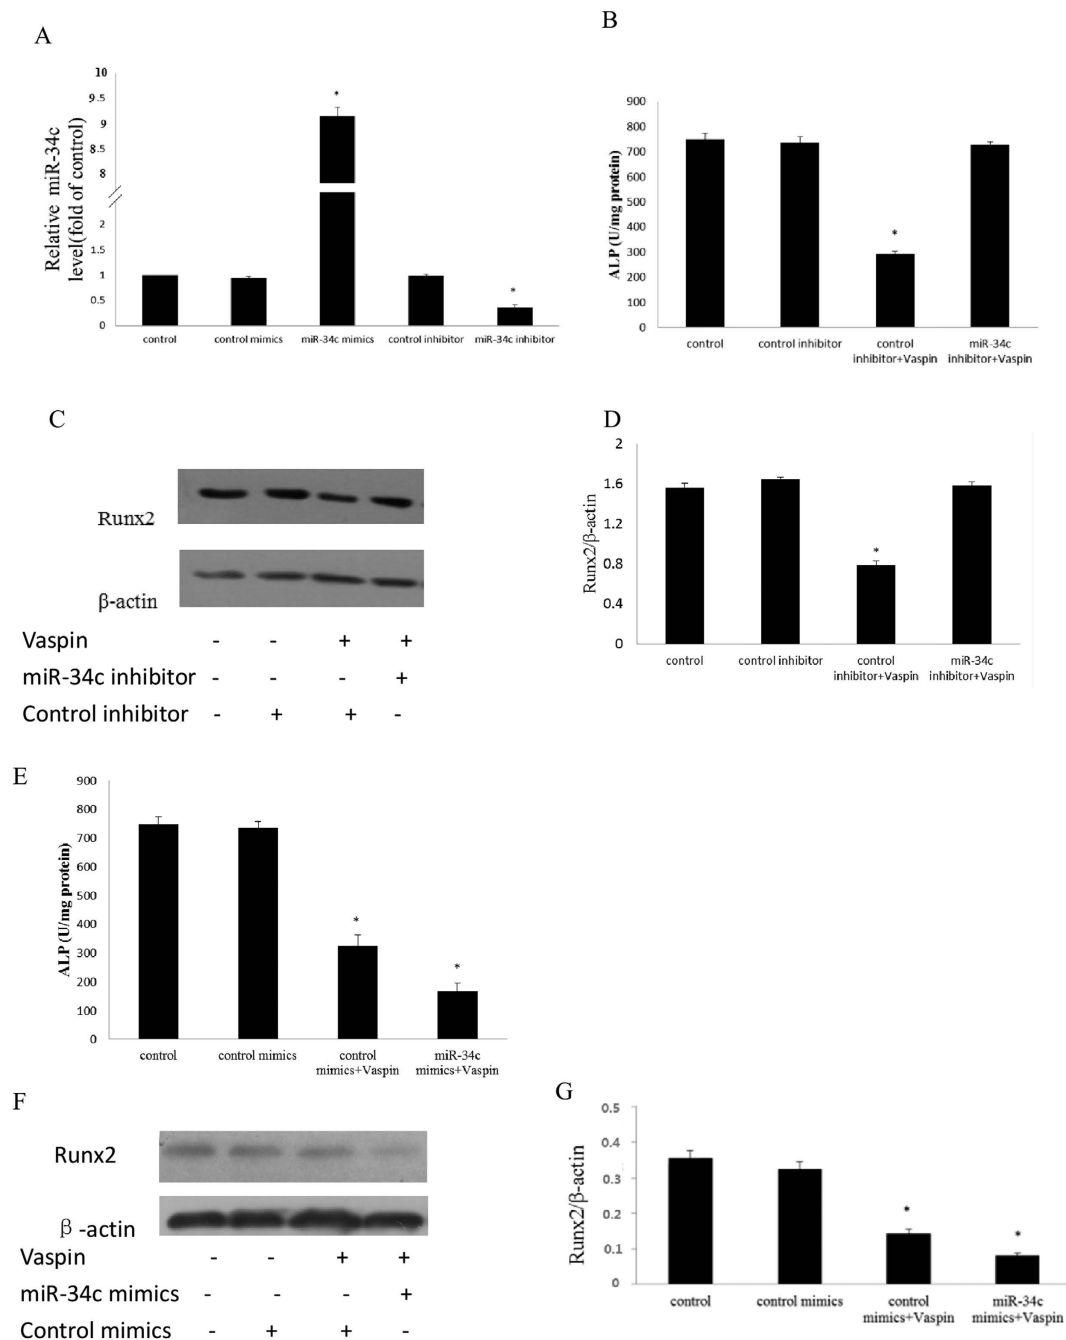 A
Relative miR-34c
level(fold of control)
10
9.5
9
8.5
8
2
1.5
1
0.5
0
*
*
control
control mimics
miR-34c mimics
control inhibitor
miR-34c inhibitor
B
ALP (U/mg protein)
900
800
700
600
500
400
300
200
100
0
*
control
control inhibitor
control
inhibitor+Vaspin
miR-34c
inhibitor+Vaspin
C
Runx2
β-actin
Vaspin - - + +
miR-34c inhibitor - - - +
Control inhibitor - + + -
D
Runx2/β-actin
2
1.6
1.2
0.8
0.4
0
*
control
control inhibitor
control
inhibitor+Vaspin
miR-34c
inhibitor+Vaspin
E
ALP (U/mg protein)
900
800
700
600
500
400
300
200
100
0
*
*
control
control mimics
control
mimics+Vaspin
miR-34c
mimics+Vaspin
F
Runx2
β-actin
Vaspin - - + +
miR-34c mimics - - - +
Control mimics - + + -
G
Runx2/β-actin
0.5
0.4
0.3
0.2
0.1
0
*
*
control
control mimics
control
mimics+Vaspin
miR-34c
mimics+Vaspin